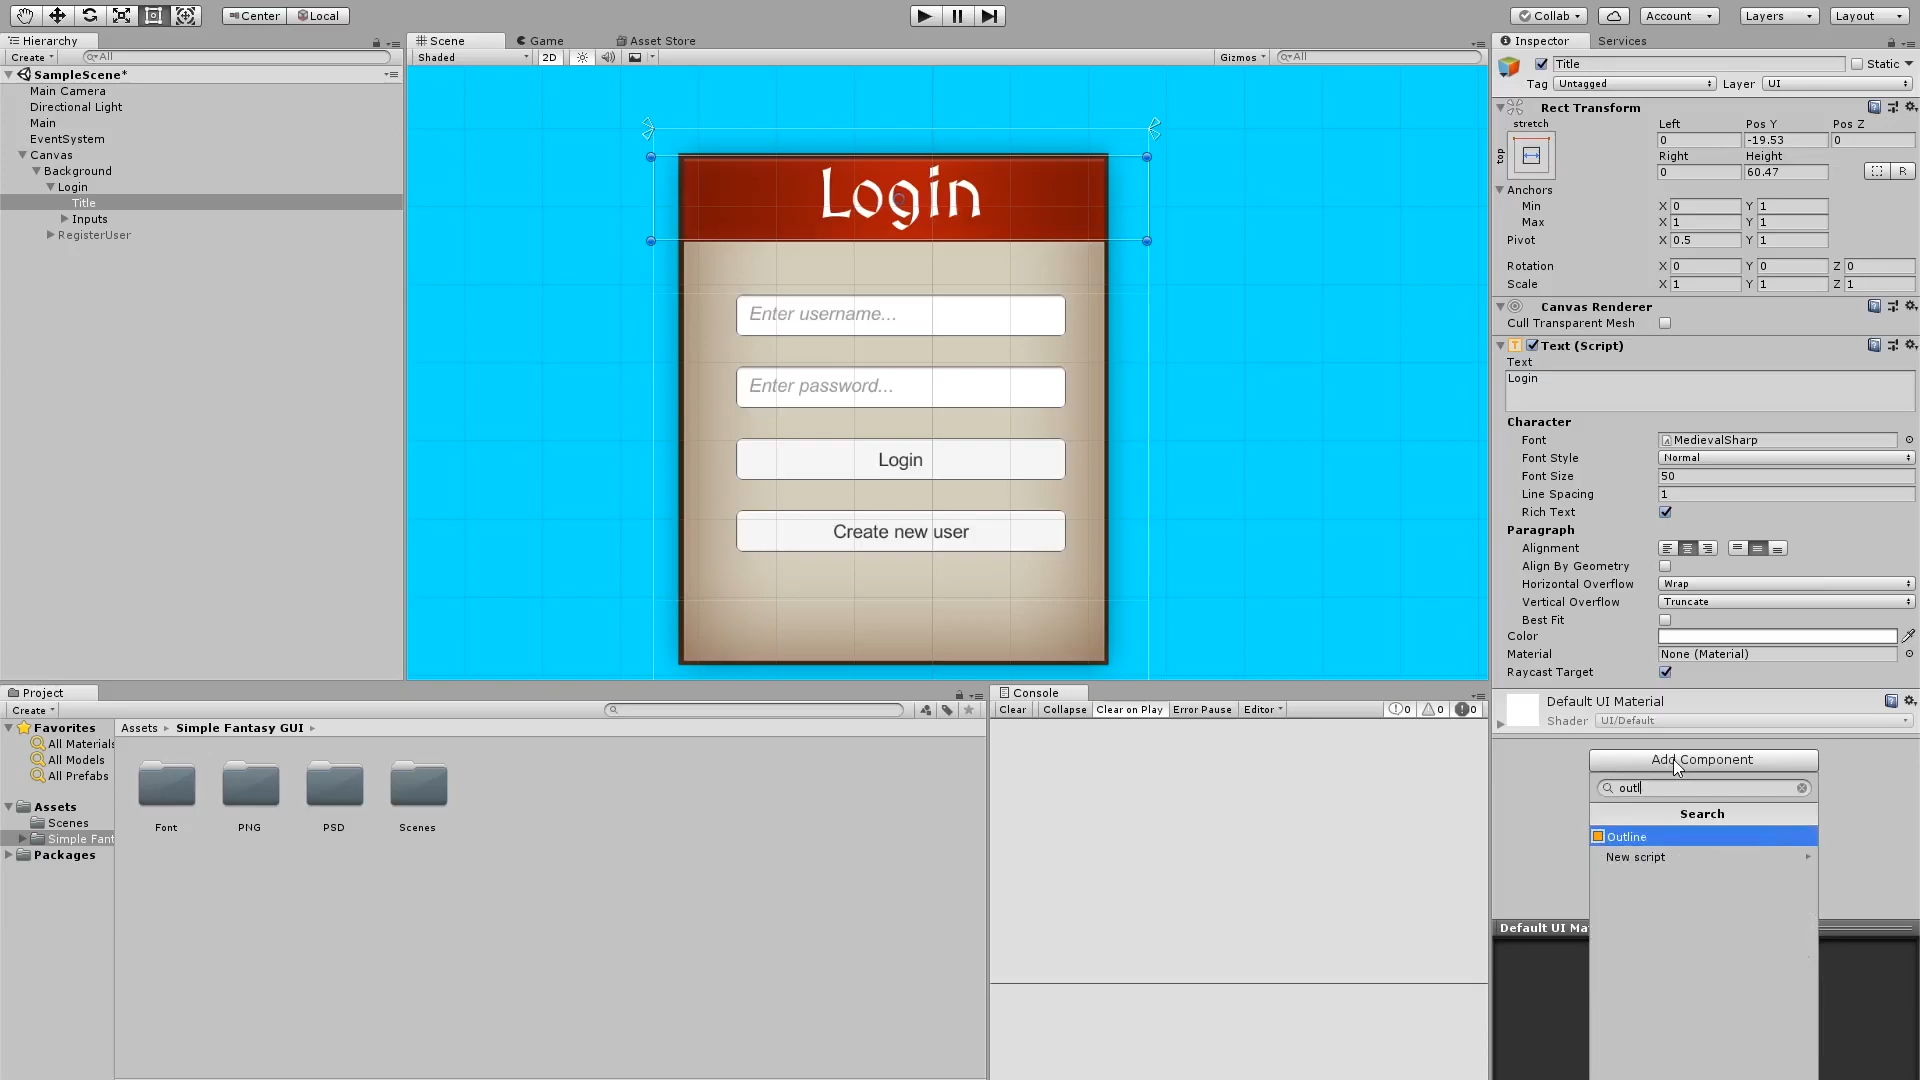 Center
Local
Collab
Account
Layers
Layout
Hierarchy
Create
All
SampleScene*
Main Camera
Directional Light
Main
EventSystem
Canvas
Background
Login
Title
Inputs
RegisterUser
Scene
Game
Asset Store
Shaded
2D
Gizmos
All
Login
Enter username...
Enter password...
Login
Create new user
Inspector
Services
Title
Static
Tag Untagged Layer UI
Rect Transform
stretch Left Pos Y Pos Z
top 0 -19.53 0
Right Height
0 60.47 R
Anchors
Min X 0 Y 1
Max X 1 Y 1
Pivot X 0.5 Y 1
Rotation X 0 Y 0 Z 0
Scale X 1 Y 1 Z 1
Canvas Renderer
Cull Transparent Mesh
Text (Script)
Text
Login
Character
Font MedievalSharp
Font Style Normal
Font Size 50
Line Spacing 1
Rich Text
Paragraph
Alignment
Align By Geometry
Horizontal Overflow Wrap
Vertical Overflow Truncate
Best Fit
Color
Material None (Material)
Raycast Target
Default UI Material
Shader UI/Default
Add Component
outl
Search
Outline
New script
Default UI Ma
Project
Create
Favorites
All Materials
All Models
All Prefabs
Assets
Scenes
Simple Fant
Packages
Assets Simple Fantasy GUI
Font
PNG
PSD
Scenes
Console
Clear Collapse Clear on Play Error Pause Editor 0 0 0